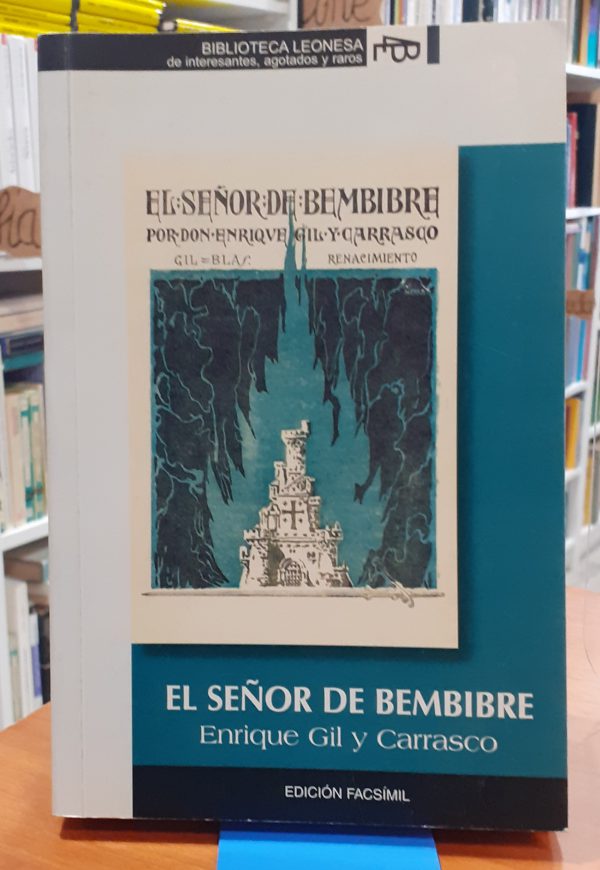 BIBLIOTECA LEONESA
de interesantes, agotados y raros
EL:SEÑOR:DE:BEMBIBRE
POR·DON·ENRIQVE GIL·Y·CARRASCO
GIL=BLAS. RENACIMIENTO
EL SEÑOR DE BEMBIBRE
Enrique Gil y Carrasco
EDICIÓN FACSÍMIL